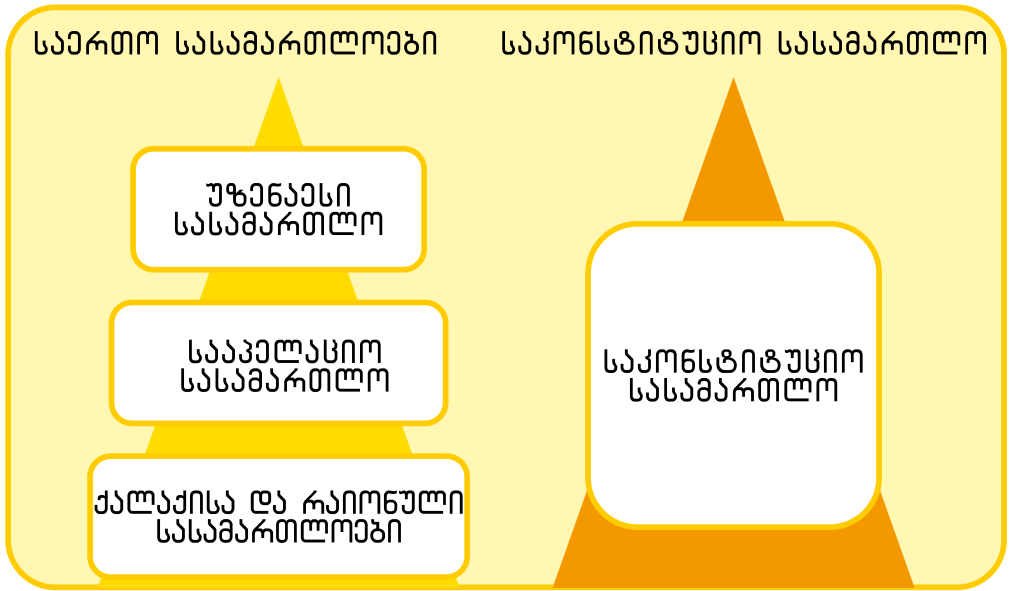 საერთო სასამართლოები
საკონსტიტუციო სასამართლო
უზენაესი
სასამართლო
სააპელაციო
სასამართლო
ქალაქისა და რაიონული
სასამართლოები
საკონსტიტუციო
სასამართლო